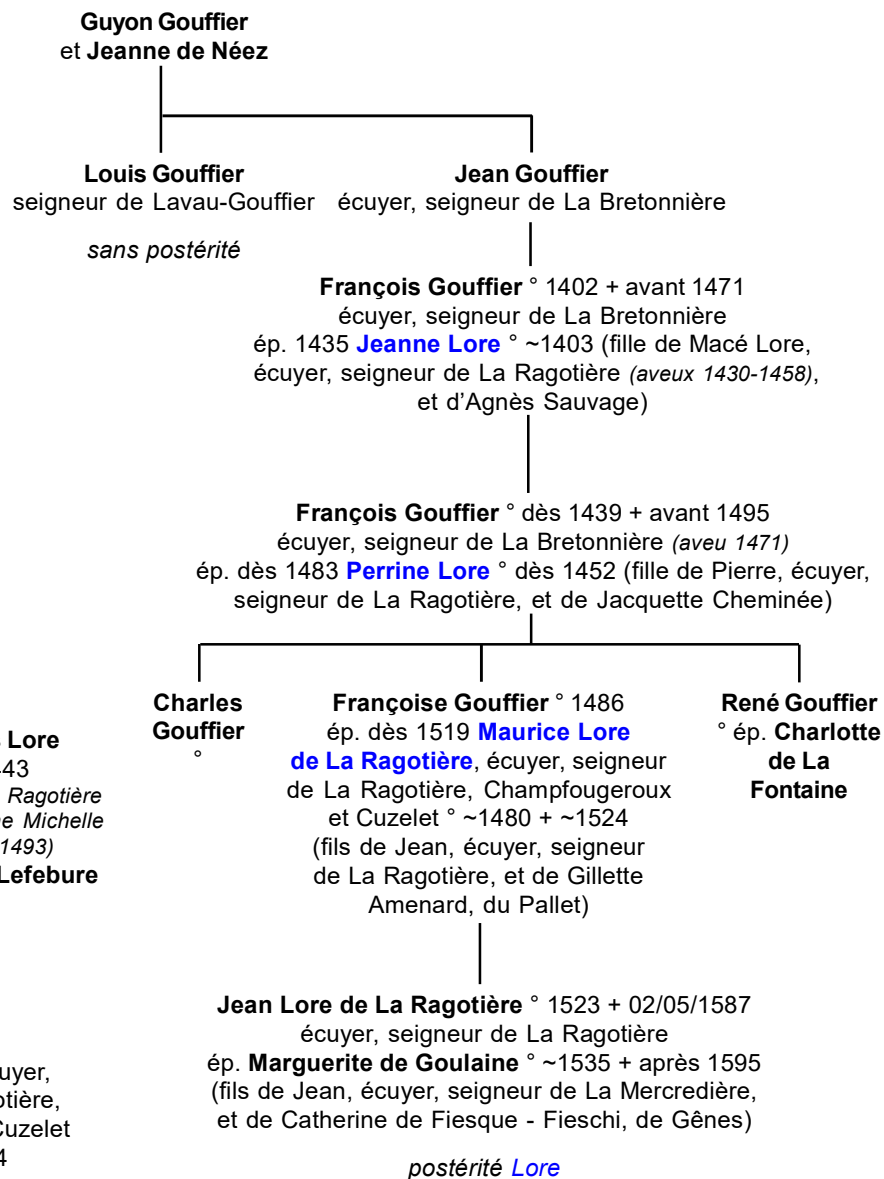 Guyon Gouffier
et Jeanne de Néez
Louis Gouffier
seigneur de Lavau-Gouffier
sans postérité
Jean Gouffier
écuyer, seigneur de La Bretonnière
François Gouffier ° 1402 + avant 1471
écuyer, seigneur de La Bretonnière
ép. 1435 Jeanne Lore ° ~1403 (fille de Macé Lore,
écuyer, seigneur de La Ragotière (aveux 1430-1458),
et d’Agnès Sauvage)
François Gouffier ° dès 1439 + avant 1495
écuyer, seigneur de La Bretonnière (aveu 1471)
ép. dès 1483 Perrine Lore ° dès 1452 (fille de Pierre, écuyer,
seigneur de La Ragotière, et de Jacquette Cheminée)
Charles
Gouffier
°
Françoise Gouffier ° 1486
ép. dès 1519 Maurice Lore
de La Ragotière, écuyer, seigneur
de La Ragotière, Champfougeroux
et Cuzelet ° ~1480 + ~1524
(fils de Jean, écuyer, seigneur
de La Ragotière, et de Gillette
Amenard, du Pallet)
René Gouffier
° ép. Charlotte
de La
Fontaine
Lore
43
Ragotière
e Michelle
1493)
Lefebure
Jean Lore de La Ragotière ° 1523 + 02/05/1587
écuyer, seigneur de La Ragotière
ép. Marguerite de Goulaine ° ~1535 + après 1595
(fils de Jean, écuyer, seigneur de La Mercredière,
et de Catherine de Fiesque - Fieschi, de Gênes)
postérité Lore
uyer,
otière,
Cuzelet
4